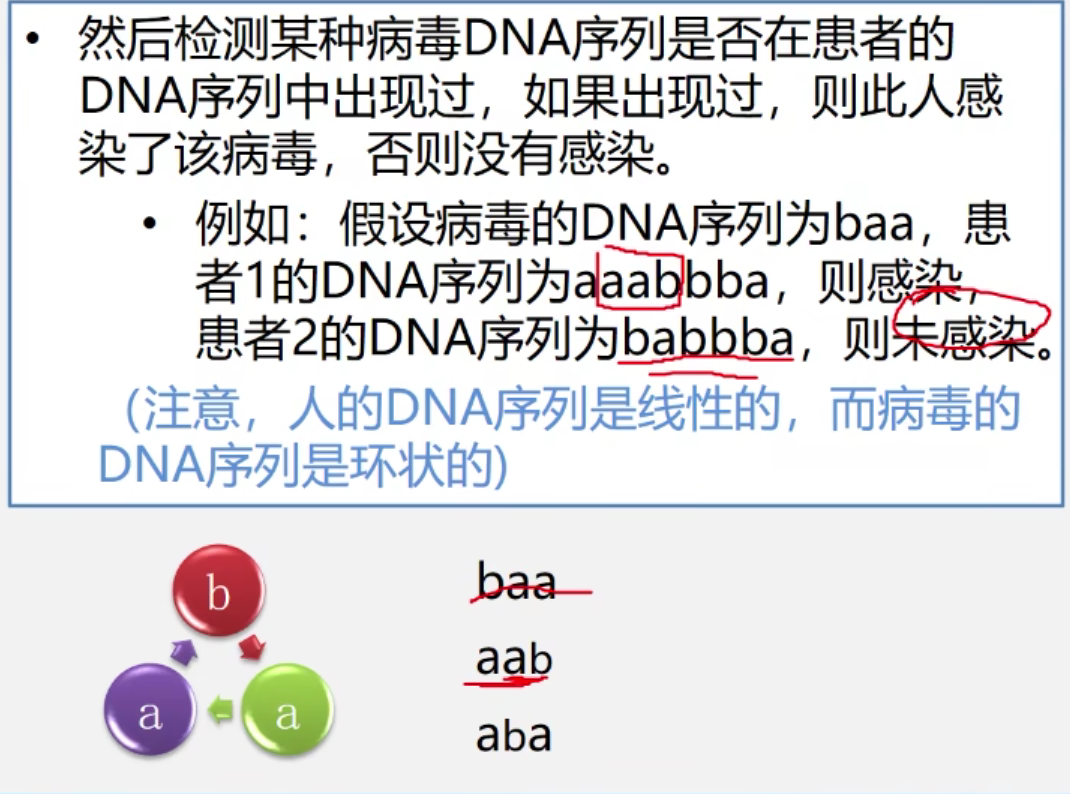 • 然后检测某种病毒DNA序列是否在患者的
DNA序列中出现过，如果出现过，则此人感
染了该病毒，否则没有感染。
• 例如：假设病毒的DNA序列为baa，患
者1的DNA序列为aaabbba，则感染，
患者2的DNA序列为babbba，则未感染。
（注意，人的DNA序列是线性的，而病毒的
DNA序列是环状的)
b
a
a
baa
aab
aba